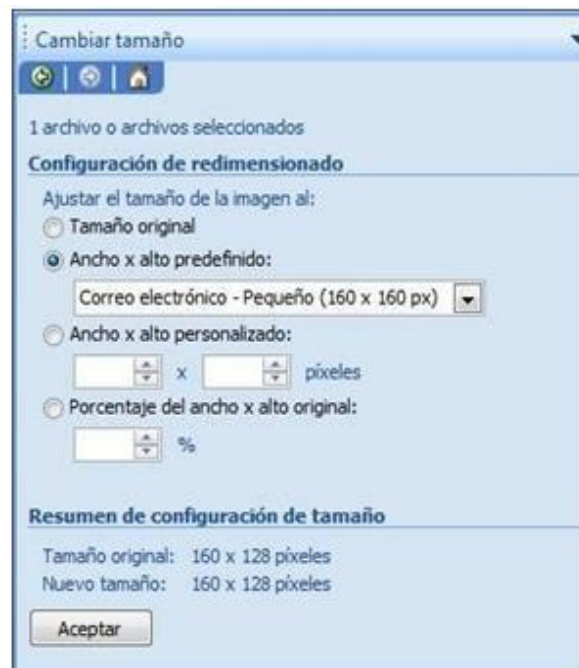 Cambiar tamaño
1 archivo o archivos seleccionados
Configuración de redimensionado
Ajustar el tamaño de la imagen al:
Tamaño original
Ancho x alto predefinido:
Correo electrónico - Pequeño (160 x 160 px)
Ancho x alto personalizado:
x píxeles
Porcentaje del ancho x alto original:
%
Resumen de configuración de tamaño
Tamaño original: 160 x 128 píxeles
Nuevo tamaño: 160 x 128 píxeles
Aceptar